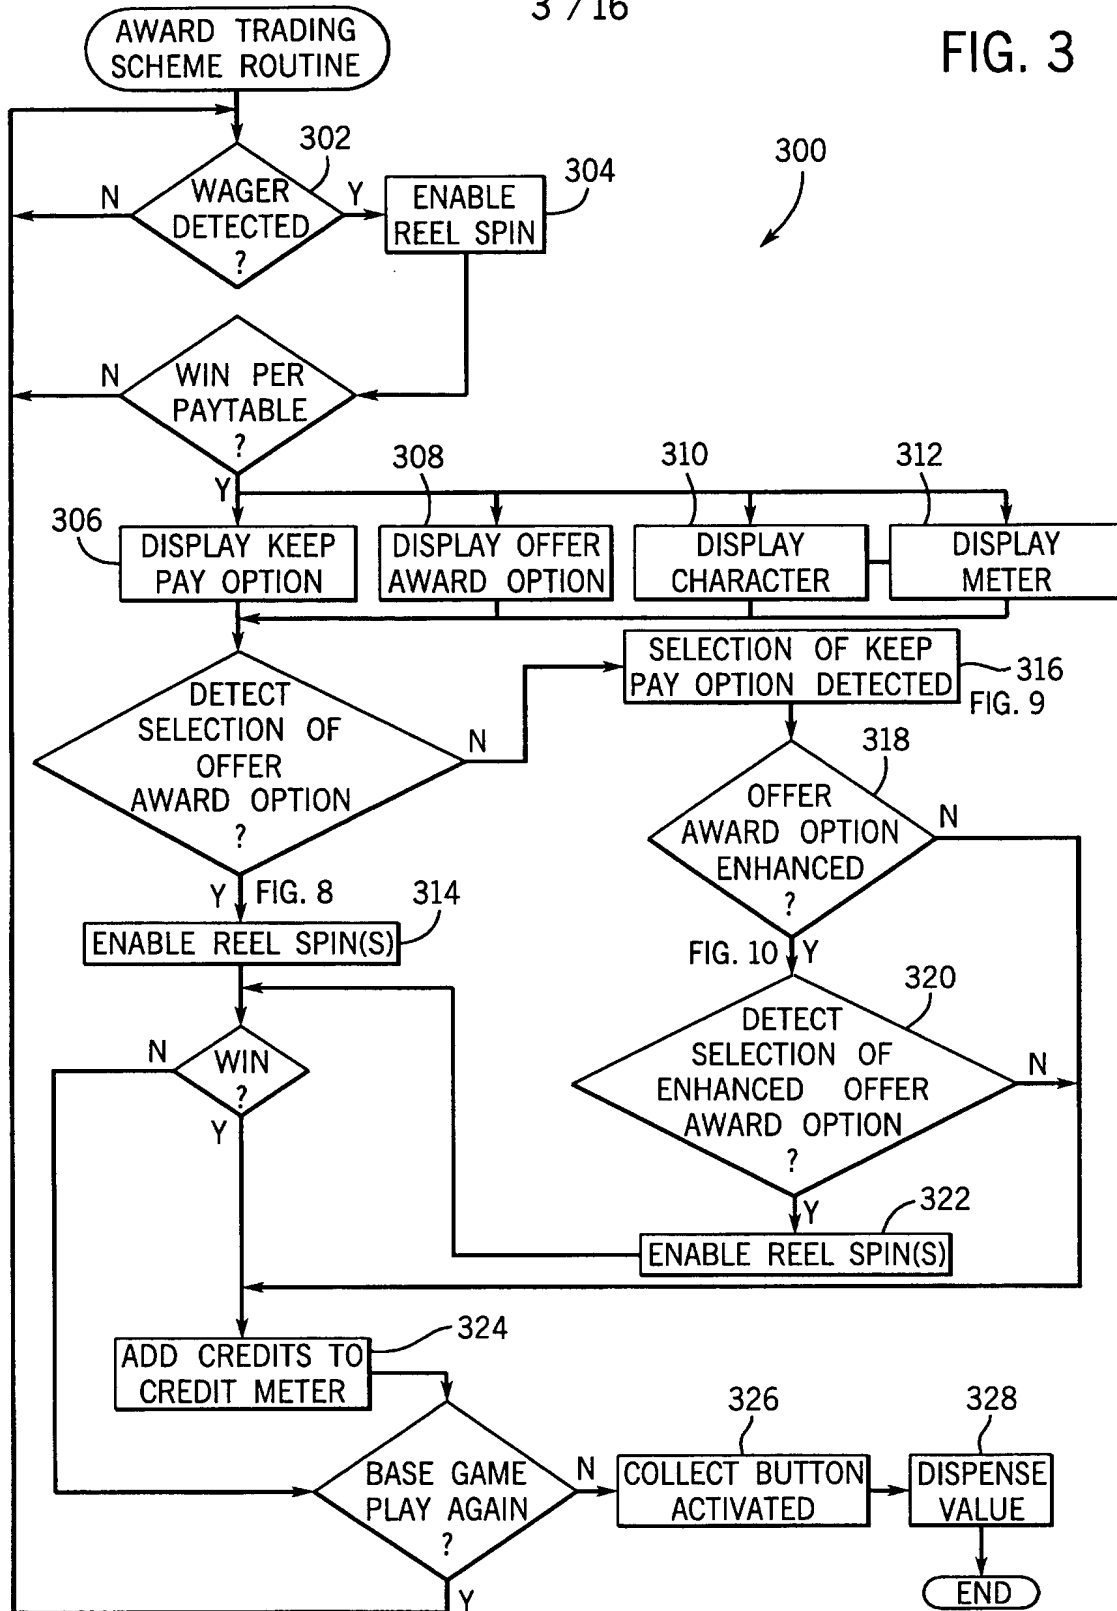 3 / 16
FIG. 3
AWARD TRADING
SCHEME ROUTINE
302
300
N
WAGER
DETECTED
?
Y
ENABLE
REEL SPIN
304
N
WIN PER
PAYTABLE
?
Y
306
308
310
312
DISPLAY KEEP
PAY OPTION
DISPLAY OFFER
AWARD OPTION
DISPLAY
CHARACTER
DISPLAY
METER
SELECTION OF KEEP
PAY OPTION DETECTED
316
FIG. 9
DETECT
SELECTION OF
OFFER
AWARD OPTION
?
N
318
OFFER
AWARD OPTION
ENHANCED
?
N
Y
FIG. 8
314
ENABLE REEL SPIN(S)
FIG. 10
Y
320
DETECT
SELECTION OF
ENHANCED OFFER
AWARD OPTION
?
N
N
WIN
?
Y
Y
322
ENABLE REEL SPIN(S)
324
ADD CREDITS TO
CREDIT METER
326
328
BASE GAME
PLAY AGAIN
?
N
COLLECT BUTTON
ACTIVATED
DISPENSE
VALUE
Y
END